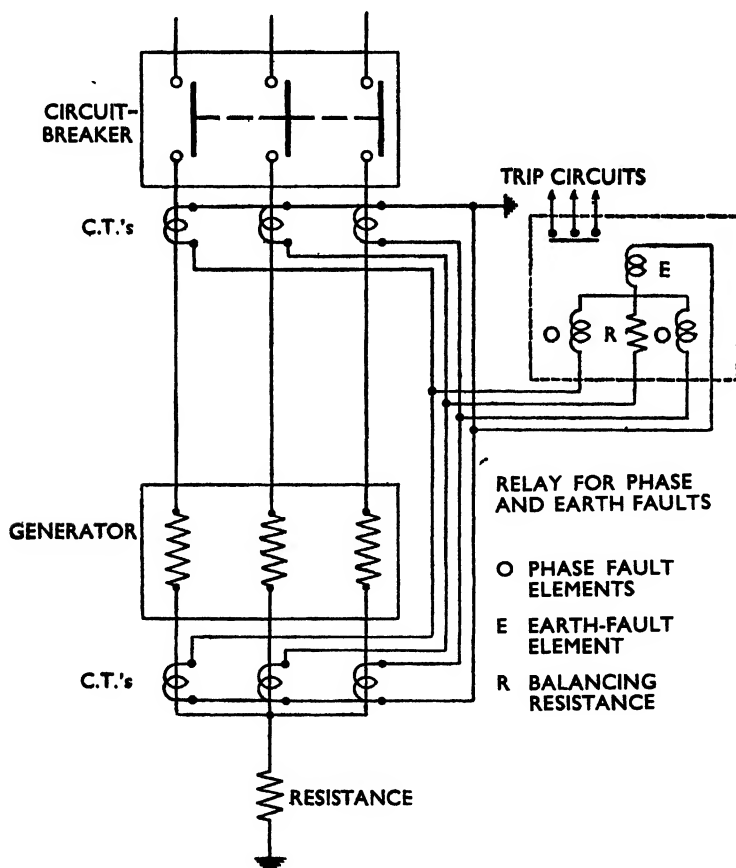 CIRCUIT-
BREAKER
TRIP CIRCUITS
C.T.'s
E
O
R
O
RELAY FOR PHASE
AND EARTH FAULTS
GENERATOR
O PHASE FAULT
ELEMENTS
E EARTH-FAULT
ELEMENT
C.T.'s
R BALANCING
RESISTANCE
RESISTANCE